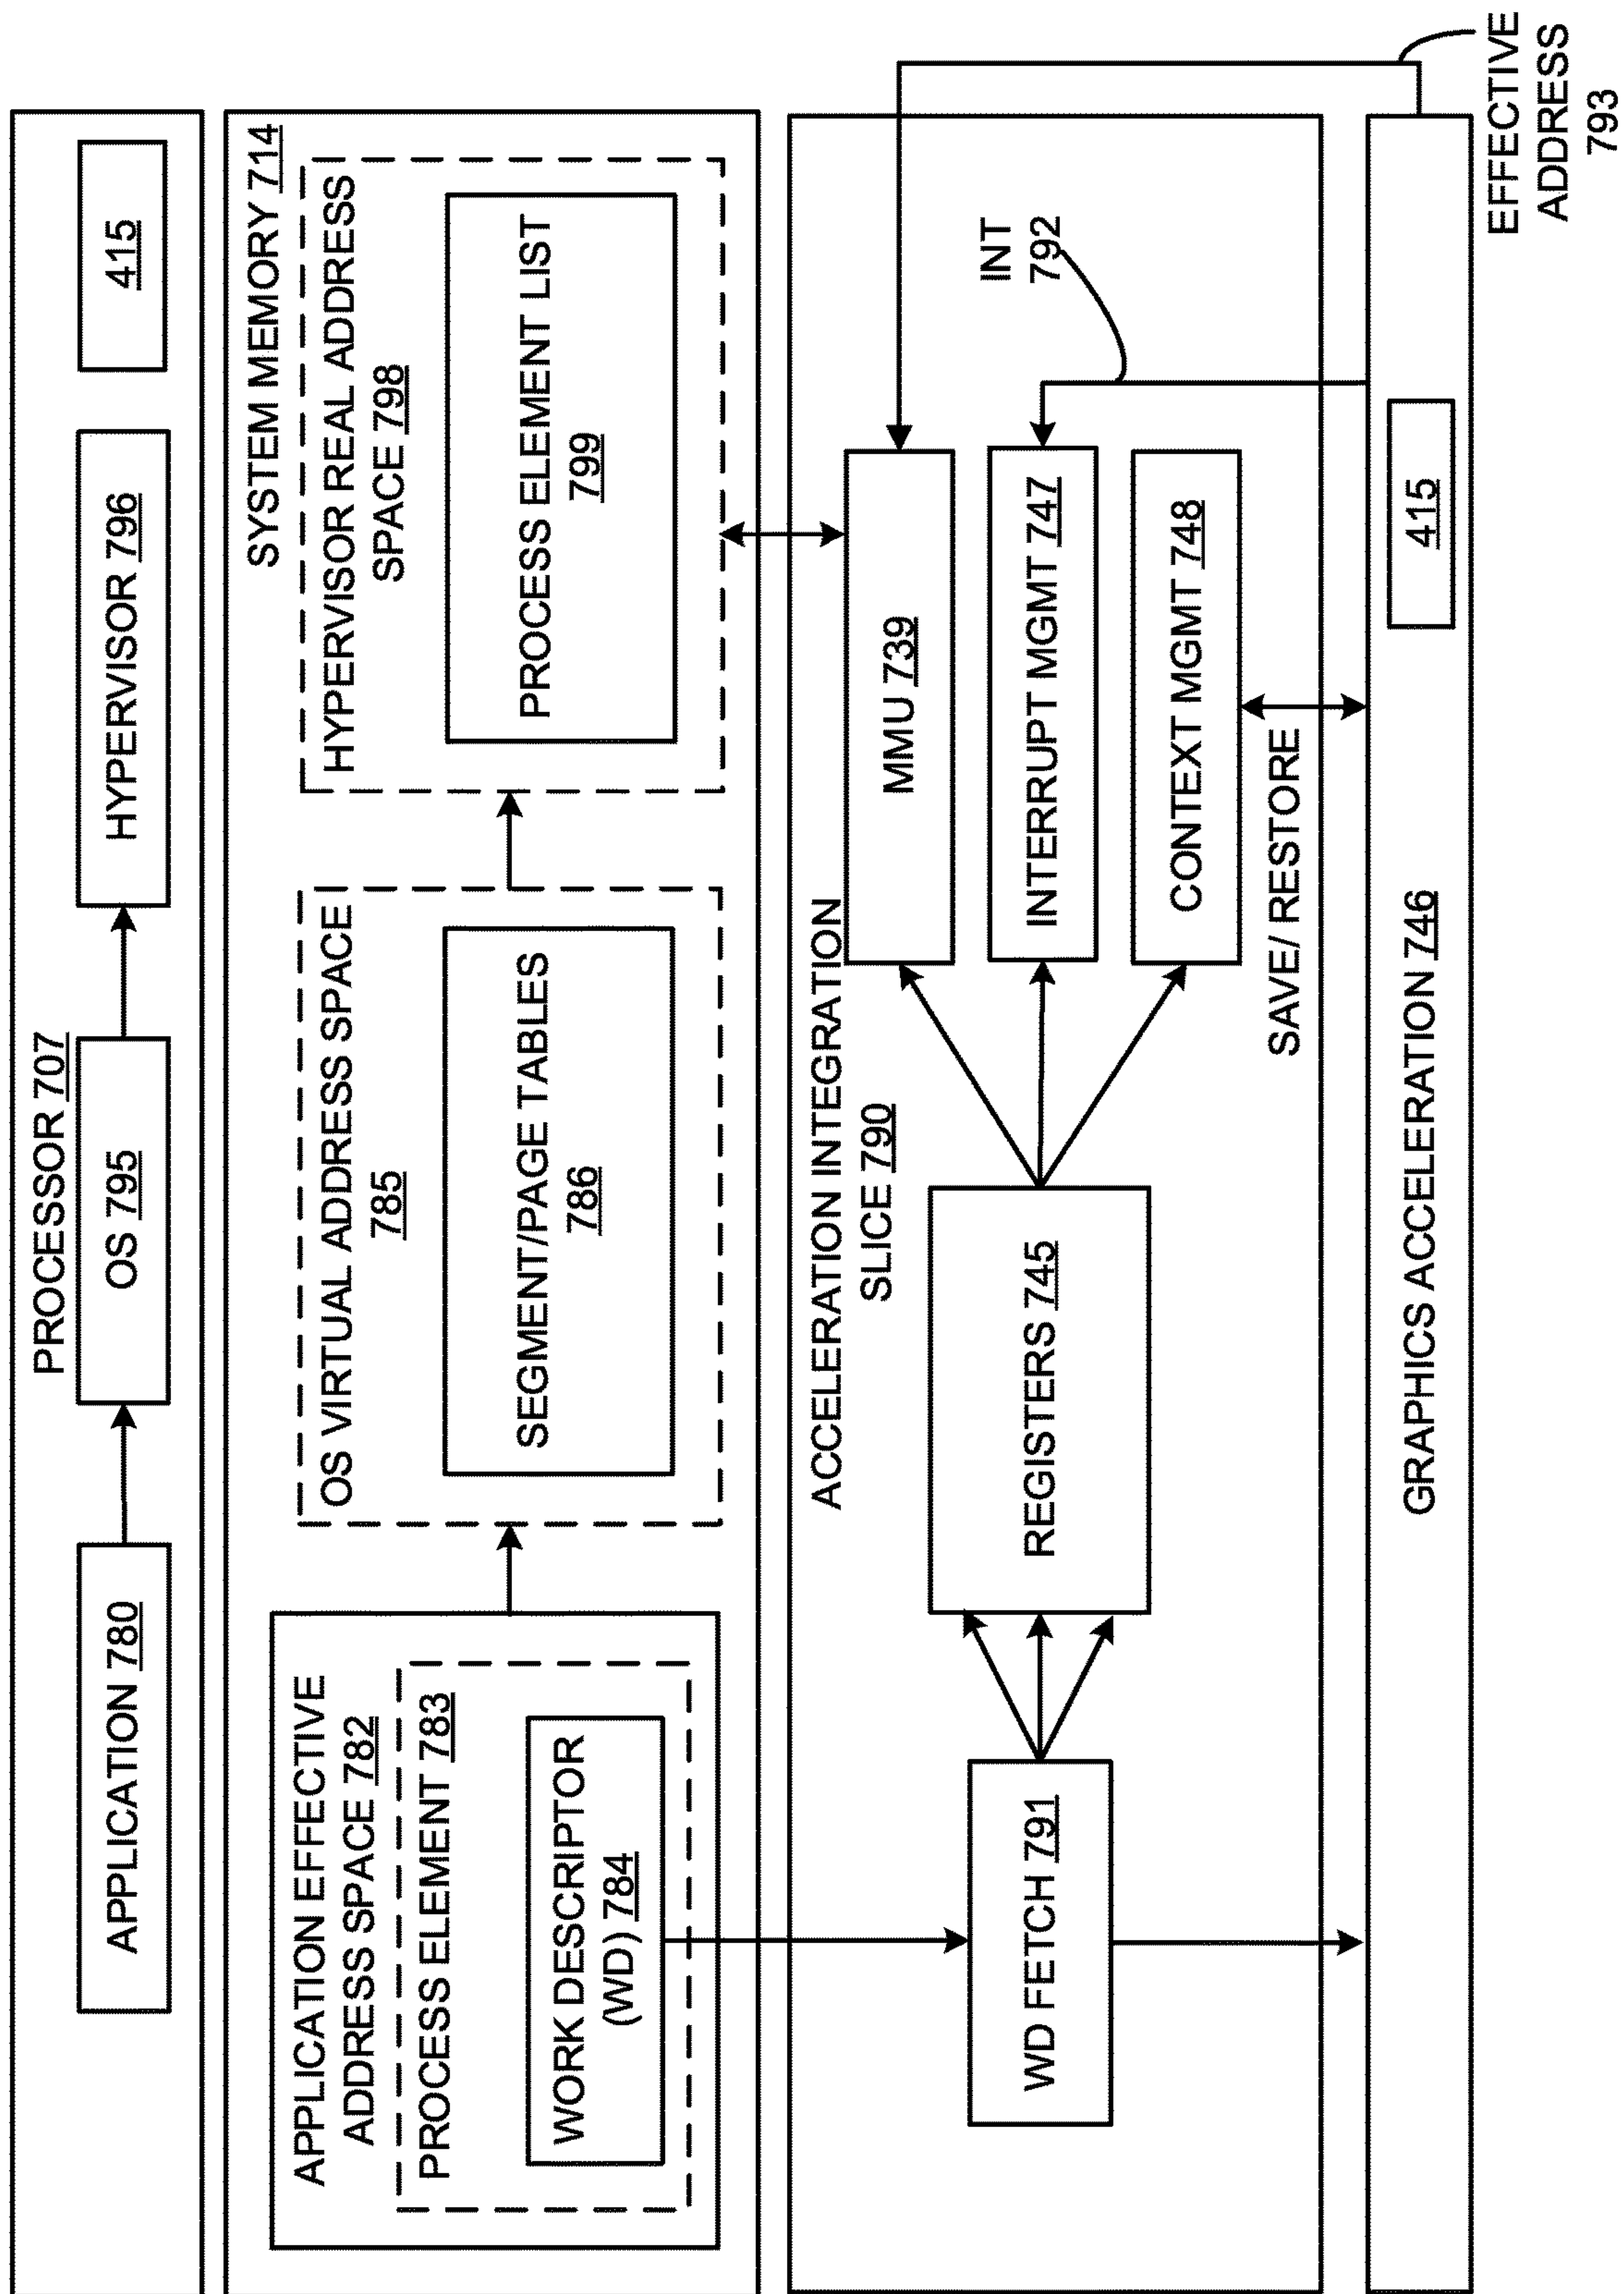 PROCESSOR 707
APPLICATION 780
OS 795
HYPERVISOR 796
415
SYSTEM MEMORY 714
APPLICATION EFFECTIVE
ADDRESS SPACE 782
PROCESS ELEMENT 783
WORK DESCRIPTOR
(WD) 784
OS VIRTUAL ADDRESS SPACE
785
SEGMENT/PAGE TABLES
786
HYPERVISOR REAL ADDRESS
SPACE 798
PROCESS ELEMENT LIST
799
ACCELERATION INTEGRATION
SLICE 790
WD FETCH 791
REGISTERS 745
MMU 739
INTERRUPT MGMT 747
CONTEXT MGMT 748
INT
792
SAVE/ RESTORE
GRAPHICS ACCELERATION 746
415
EFFECTIVE
ADDRESS
793